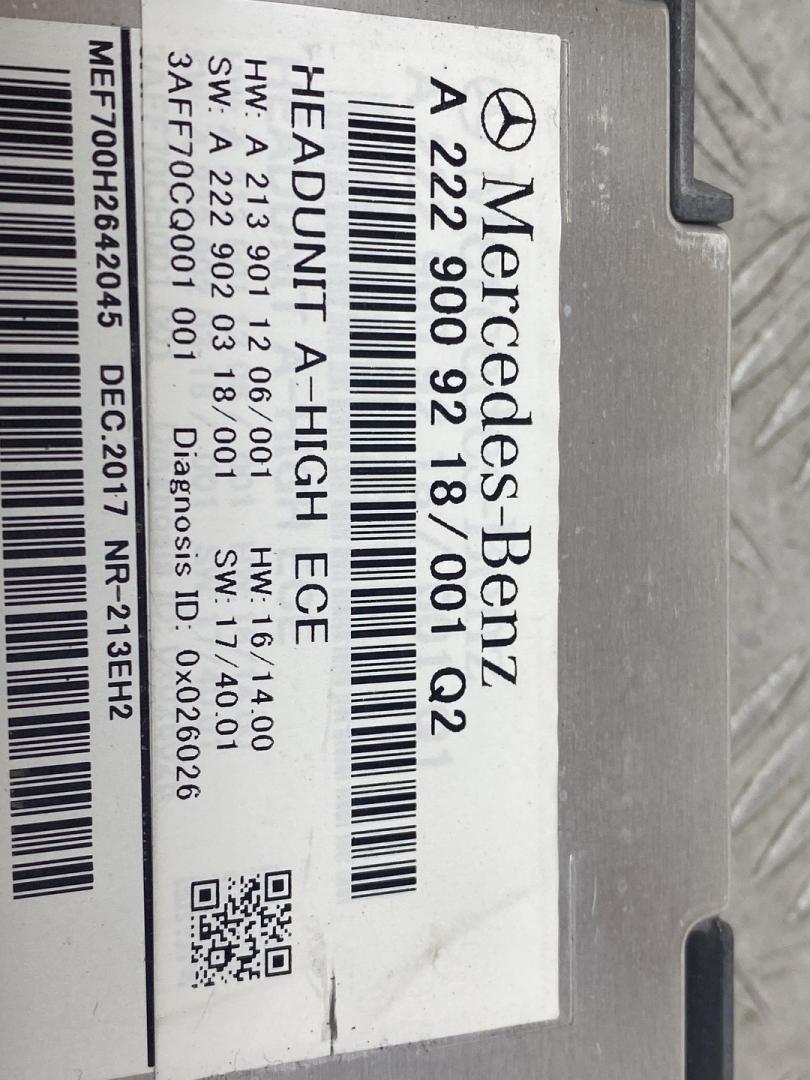 Mercedes-Benz
A 222 900 92 18/001 Q2
HEADUNIT A-HIGH ECE
HW: A 213 901 12 06/001 HW: 16/14.00
SW: A 222 902 03 18/001 SW: 17/40.01
3AFF70CQ001 001 Diagnosis ID: 0x026026
MEF700H2642045 DEC.2017 NR-213EH2